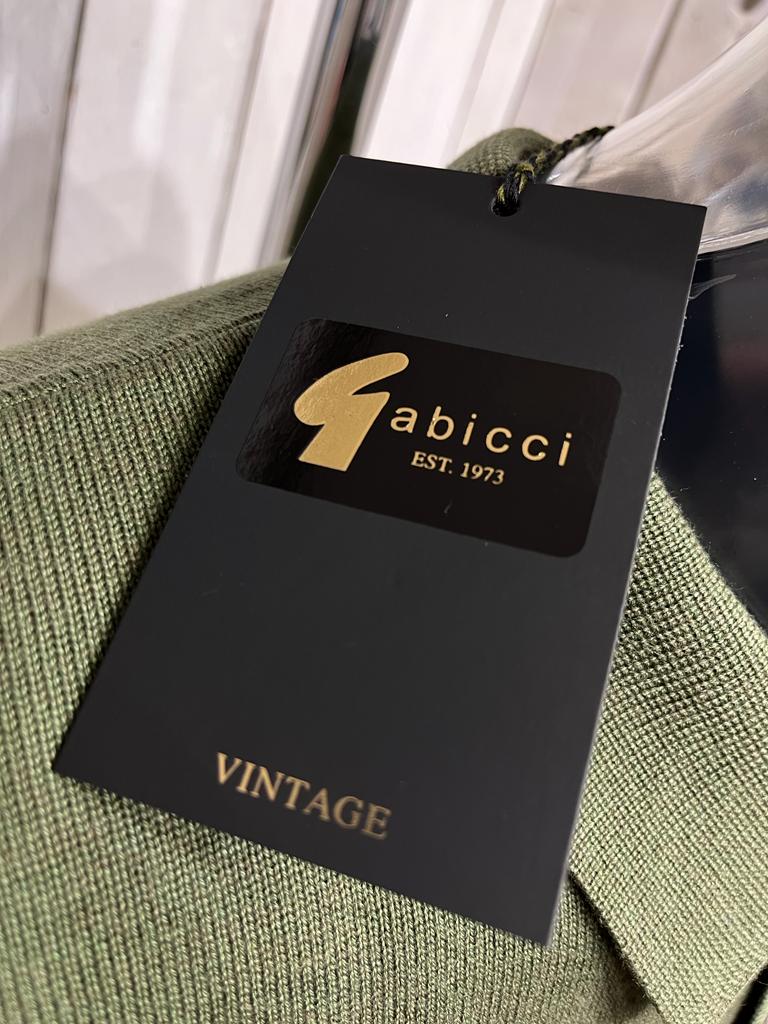 Gabicci
EST. 1973
VINTAGE